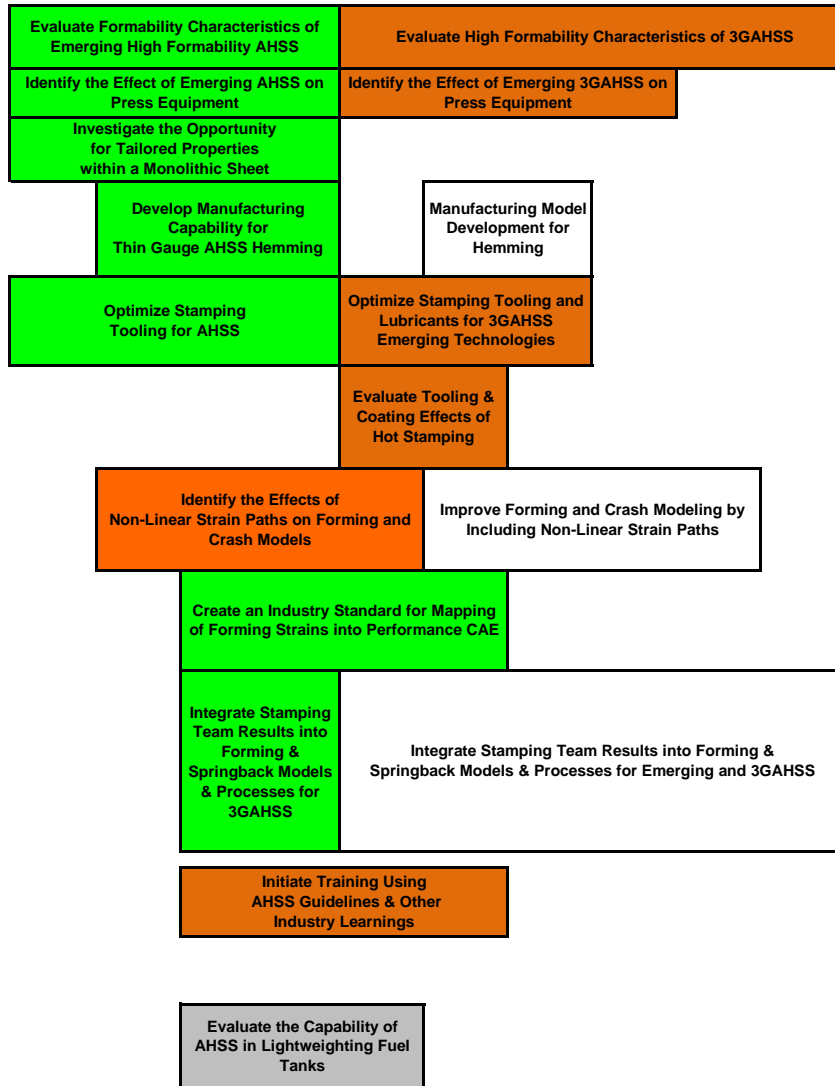 Evaluate Formability Characteristics of
Emerging High Formability AHSS
Evaluate High Formability Characteristics of 3GAHSS
Identify the Effect of Emerging AHSS on
Press Equipment
Identify the Effect of Emerging 3GAHSS on
Press Equipment
Investigate the Opportunity
for Tailored Properties
within a Monolithic Sheet
Develop Manufacturing
Capability for
Thin Gauge AHSS Hemming
Manufacturing Model
Development for
Hemming
Optimize Stamping
Tooling for AHSS
Optimize Stamping Tooling and
Lubricants for 3GAHSS
Emerging Technologies
Evaluate Tooling &
Coating Effects of
Hot Stamping
Identify the Effects of
Non-Linear Strain Paths on Forming and
Crash Models
Improve Forming and Crash Modeling by
Including Non-Linear Strain Paths
Create an Industry Standard for Mapping
of Forming Strains into Performance CAE
Integrate Stamping
Team Results into
Forming &
Springback Models
& Processes for
3GAHSS
Integrate Stamping Team Results into Forming &
Springback Models & Processes for Emerging and 3GAHSS
Initiate Training Using
AHSS Guidelines & Other
Industry Learnings
Evaluate the Capability of
AHSS in Lightweighting Fuel
Tanks